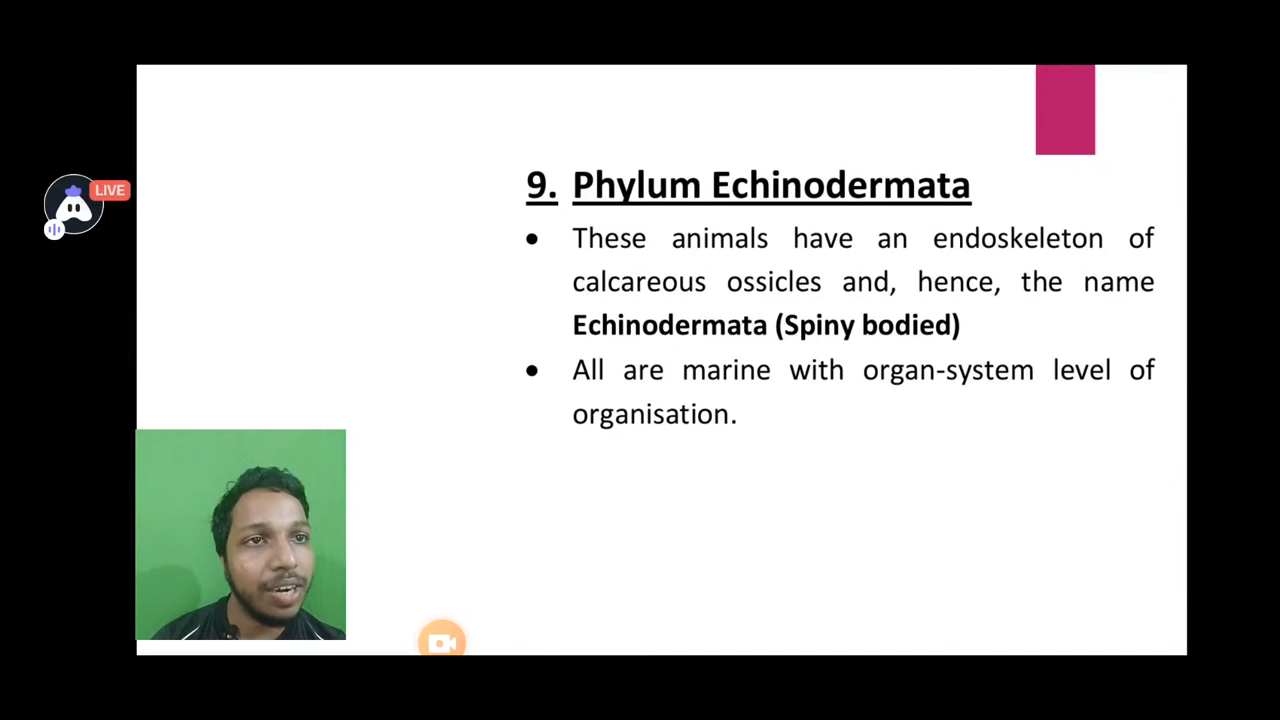 LIVE
9. Phylum Echinodermata
• These animals have an endoskeleton of
calcareous ossicles and, hence, the name
Echinodermata (Spiny bodied)
• All are marine with organ-system level of
organisation.